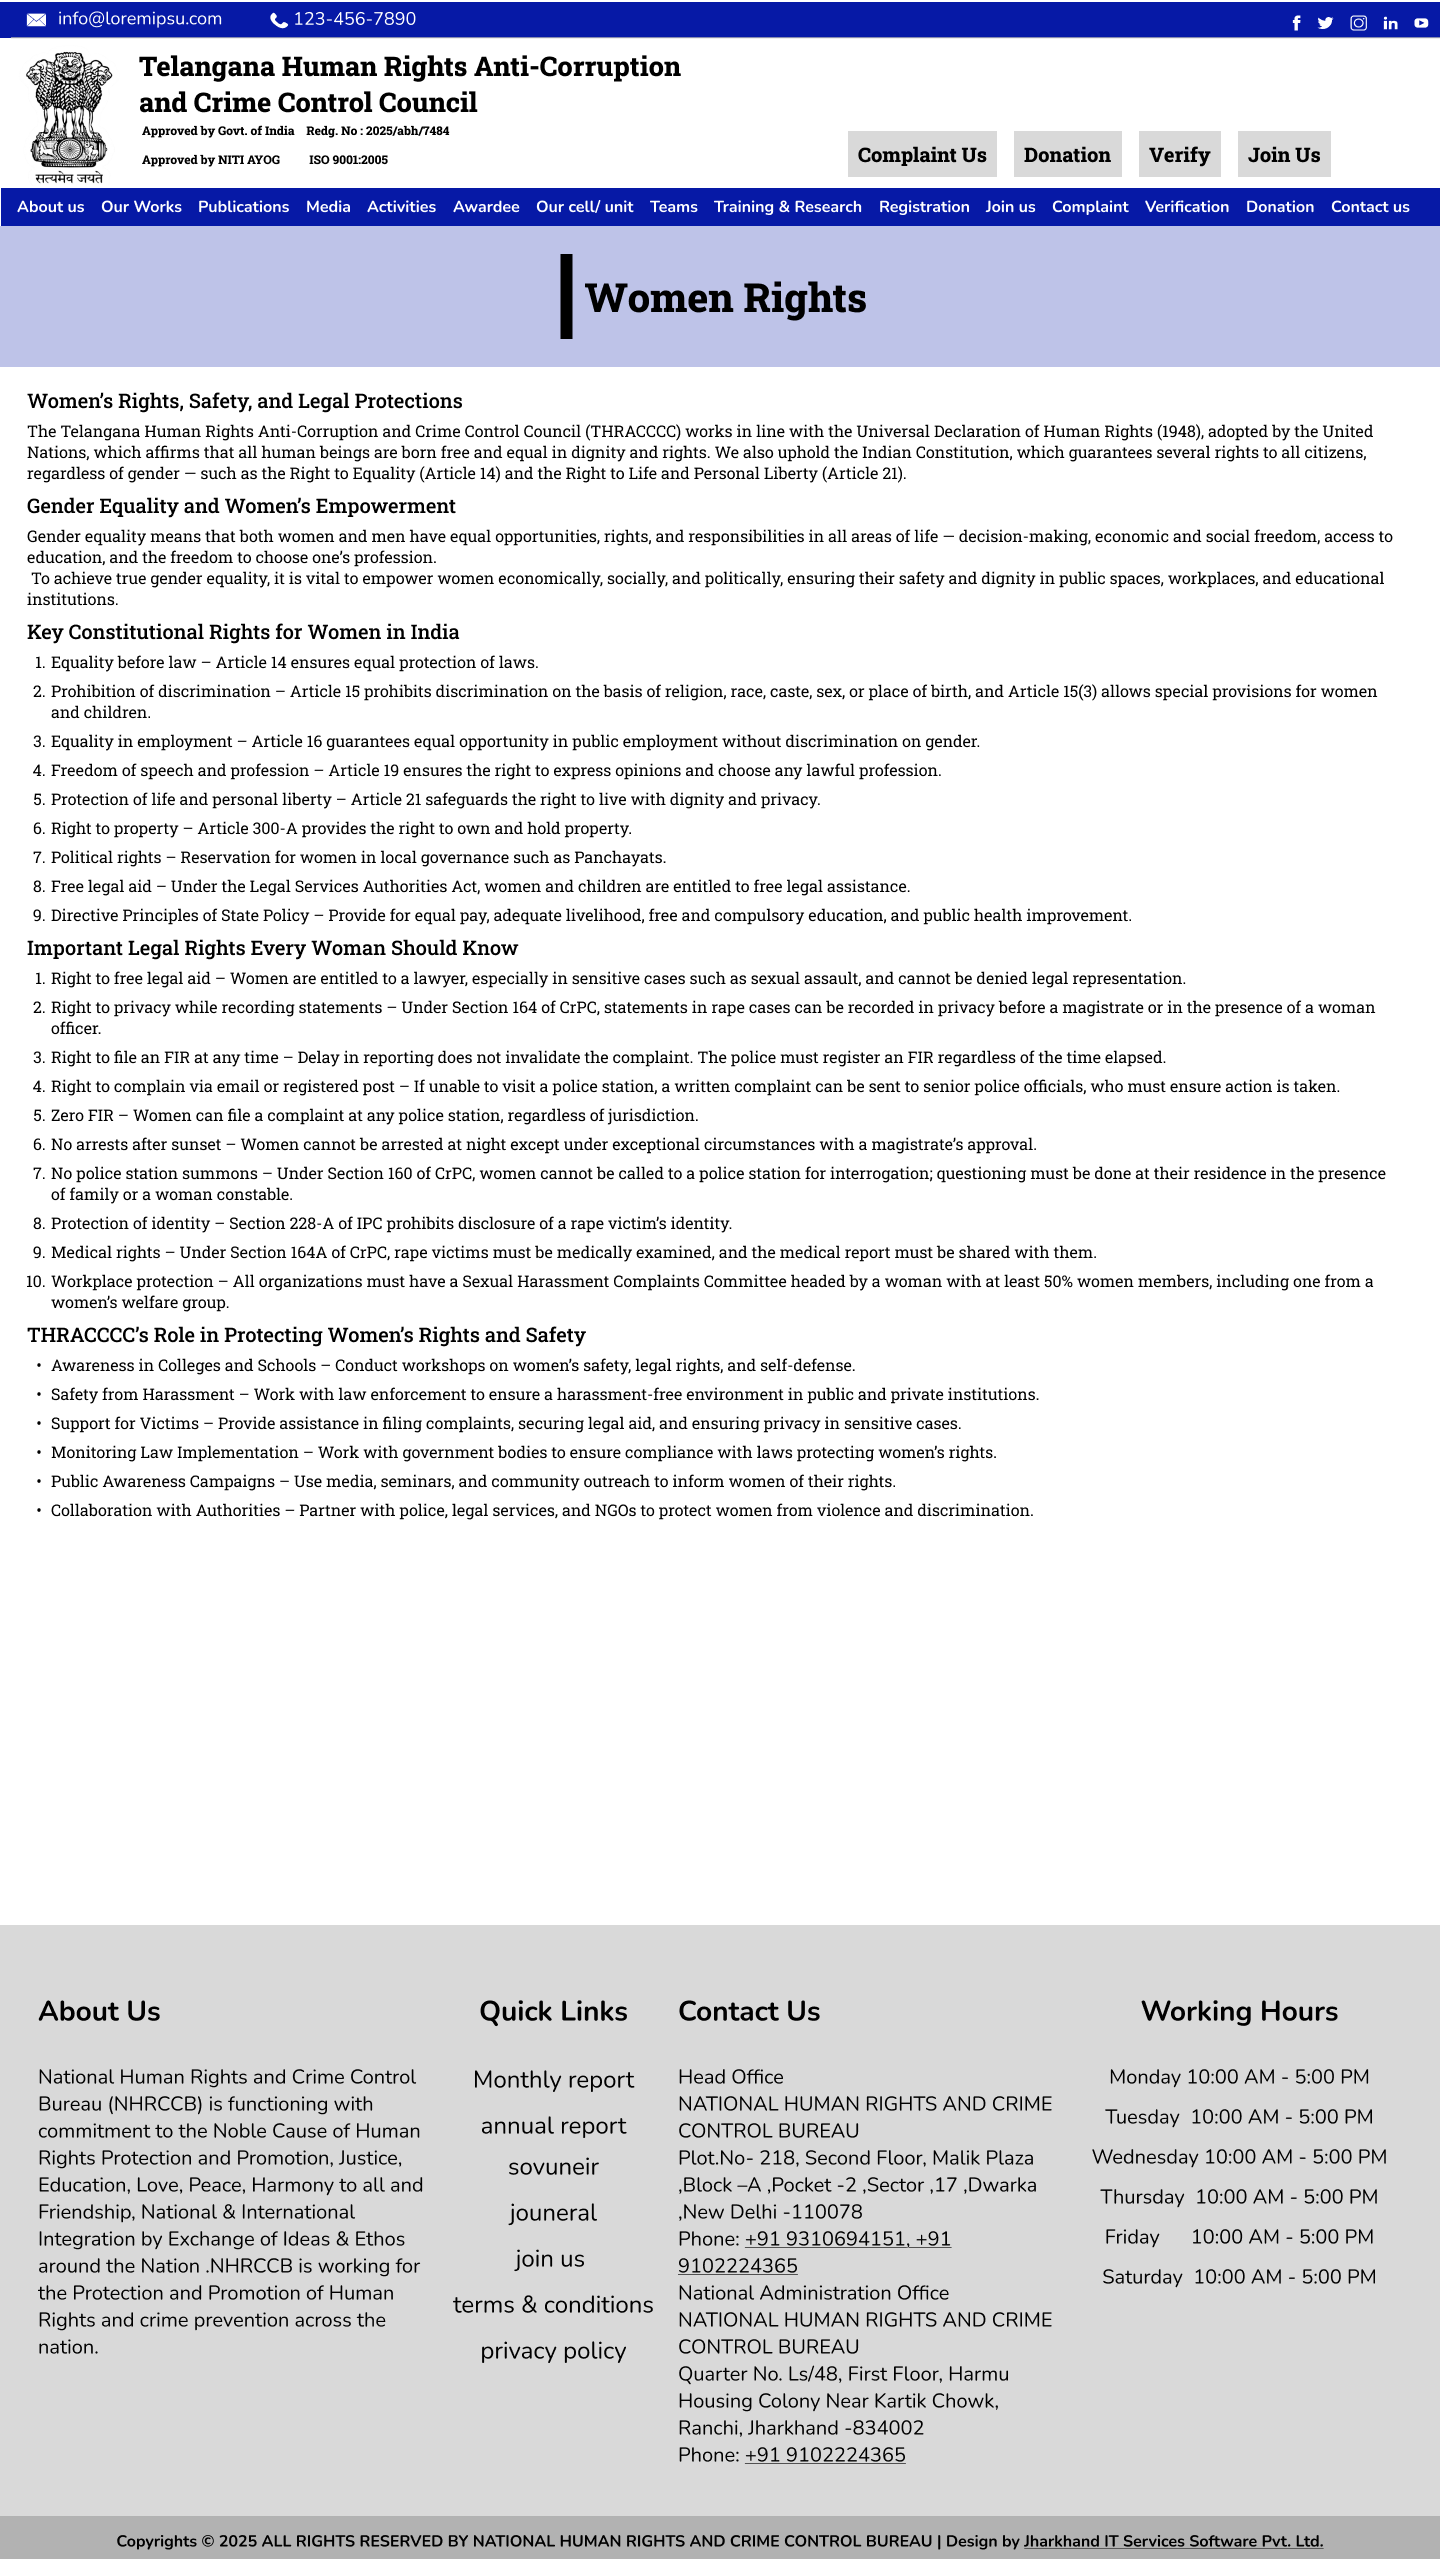 info@loremipsu.com 123-456-7890
Telangana Human Rights Anti-Corruption
and Crime Control Council
Approved by Govt. of India Redg. No : 2025/abh/7484
Approved by NITI AYOG ISO 9001:2005
सत्यमेव जयते
Complaint Us Donation Verify Join Us
About us Our Works Publications Media Activities Awardee Our cell/ unit Teams Training & Research Registration Join us Complaint Verification Donation Contact us
Women Rights
Women’s Rights, Safety, and Legal Protections
The Telangana Human Rights Anti-Corruption and Crime Control Council (THRACCCC) works in line with the Universal Declaration of Human Rights (1948), adopted by the United
Nations, which affirms that all human beings are born free and equal in dignity and rights. We also uphold the Indian Constitution, which guarantees several rights to all citizens,
regardless of gender — such as the Right to Equality (Article 14) and the Right to Life and Personal Liberty (Article 21).
Gender Equality and Women’s Empowerment
Gender equality means that both women and men have equal opportunities, rights, and responsibilities in all areas of life — decision-making, economic and social freedom, access to
education, and the freedom to choose one’s profession.
To achieve true gender equality, it is vital to empower women economically, socially, and politically, ensuring their safety and dignity in public spaces, workplaces, and educational
institutions.
Key Constitutional Rights for Women in India
1. Equality before law – Article 14 ensures equal protection of laws.
2. Prohibition of discrimination – Article 15 prohibits discrimination on the basis of religion, race, caste, sex, or place of birth, and Article 15(3) allows special provisions for women
and children.
3. Equality in employment – Article 16 guarantees equal opportunity in public employment without discrimination on gender.
4. Freedom of speech and profession – Article 19 ensures the right to express opinions and choose any lawful profession.
5. Protection of life and personal liberty – Article 21 safeguards the right to live with dignity and privacy.
6. Right to property – Article 300-A provides the right to own and hold property.
7. Political rights – Reservation for women in local governance such as Panchayats.
8. Free legal aid – Under the Legal Services Authorities Act, women and children are entitled to free legal assistance.
9. Directive Principles of State Policy – Provide for equal pay, adequate livelihood, free and compulsory education, and public health improvement.
Important Legal Rights Every Woman Should Know
1. Right to free legal aid – Women are entitled to a lawyer, especially in sensitive cases such as sexual assault, and cannot be denied legal representation.
2. Right to privacy while recording statements – Under Section 164 of CrPC, statements in rape cases can be recorded in privacy before a magistrate or in the presence of a woman
officer.
3. Right to file an FIR at any time – Delay in reporting does not invalidate the complaint. The police must register an FIR regardless of the time elapsed.
4. Right to complain via email or registered post – If unable to visit a police station, a written complaint can be sent to senior police officials, who must ensure action is taken.
5. Zero FIR – Women can file a complaint at any police station, regardless of jurisdiction.
6. No arrests after sunset – Women cannot be arrested at night except under exceptional circumstances with a magistrate’s approval.
7. No police station summons – Under Section 160 of CrPC, women cannot be called to a police station for interrogation; questioning must be done at their residence in the presence
of family or a woman constable.
8. Protection of identity – Section 228-A of IPC prohibits disclosure of a rape victim’s identity.
9. Medical rights – Under Section 164A of CrPC, rape victims must be medically examined, and the medical report must be shared with them.
10. Workplace protection – All organizations must have a Sexual Harassment Complaints Committee headed by a woman with at least 50% women members, including one from a
women’s welfare group.
THRACCCC’s Role in Protecting Women’s Rights and Safety
• Awareness in Colleges and Schools – Conduct workshops on women’s safety, legal rights, and self-defense.
• Safety from Harassment – Work with law enforcement to ensure a harassment-free environment in public and private institutions.
• Support for Victims – Provide assistance in filing complaints, securing legal aid, and ensuring privacy in sensitive cases.
• Monitoring Law Implementation – Work with government bodies to ensure compliance with laws protecting women’s rights.
• Public Awareness Campaigns – Use media, seminars, and community outreach to inform women of their rights.
• Collaboration with Authorities – Partner with police, legal services, and NGOs to protect women from violence and discrimination.
About Us
National Human Rights and Crime Control
Bureau (NHRCCB) is functioning with
commitment to the Noble Cause of Human
Rights Protection and Promotion, Justice,
Education, Love, Peace, Harmony to all and
Friendship, National & International
Integration by Exchange of Ideas & Ethos
around the Nation .NHRCCB is working for
the Protection and Promotion of Human
Rights and crime prevention across the
nation.
Quick Links
Monthly report
annual report
sovuneir
jouneral
join us
terms & conditions
privacy policy
Contact Us
Head Office
NATIONAL HUMAN RIGHTS AND CRIME
CONTROL BUREAU
Plot.No- 218, Second Floor, Malik Plaza
,Block –A ,Pocket -2 ,Sector ,17 ,Dwarka
,New Delhi -110078
Phone: +91 9310694151, +91
9102224365
National Administration Office
NATIONAL HUMAN RIGHTS AND CRIME
CONTROL BUREAU
Quarter No. Ls/48, First Floor, Harmu
Housing Colony Near Kartik Chowk,
Ranchi, Jharkhand -834002
Phone: +91 9102224365
Working Hours
Monday 10:00 AM - 5:00 PM
Tuesday 10:00 AM - 5:00 PM
Wednesday 10:00 AM - 5:00 PM
Thursday 10:00 AM - 5:00 PM
Friday 10:00 AM - 5:00 PM
Saturday 10:00 AM - 5:00 PM
Copyrights © 2025 ALL RIGHTS RESERVED BY NATIONAL HUMAN RIGHTS AND CRIME CONTROL BUREAU | Design by Jharkhand IT Services Software Pvt. Ltd.